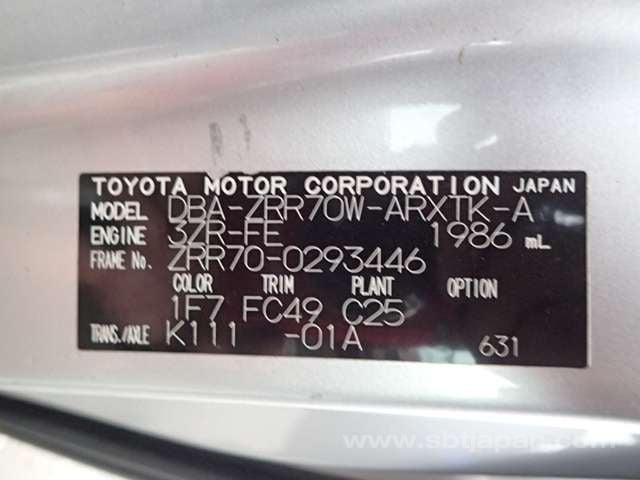 TOYOTA MOTOR CORPORATION JAPAN
MODEL DBA-ZRR70W-ARXTK-A
ENGINE 3ZR-FE 1986 mL
FRAME No. ZRR70-0293446
COLOR TRIM PLANT OPTION
1F7 FC49 C25
TRANS./AXLE K111 -01A 631
www.sbtjapan.com